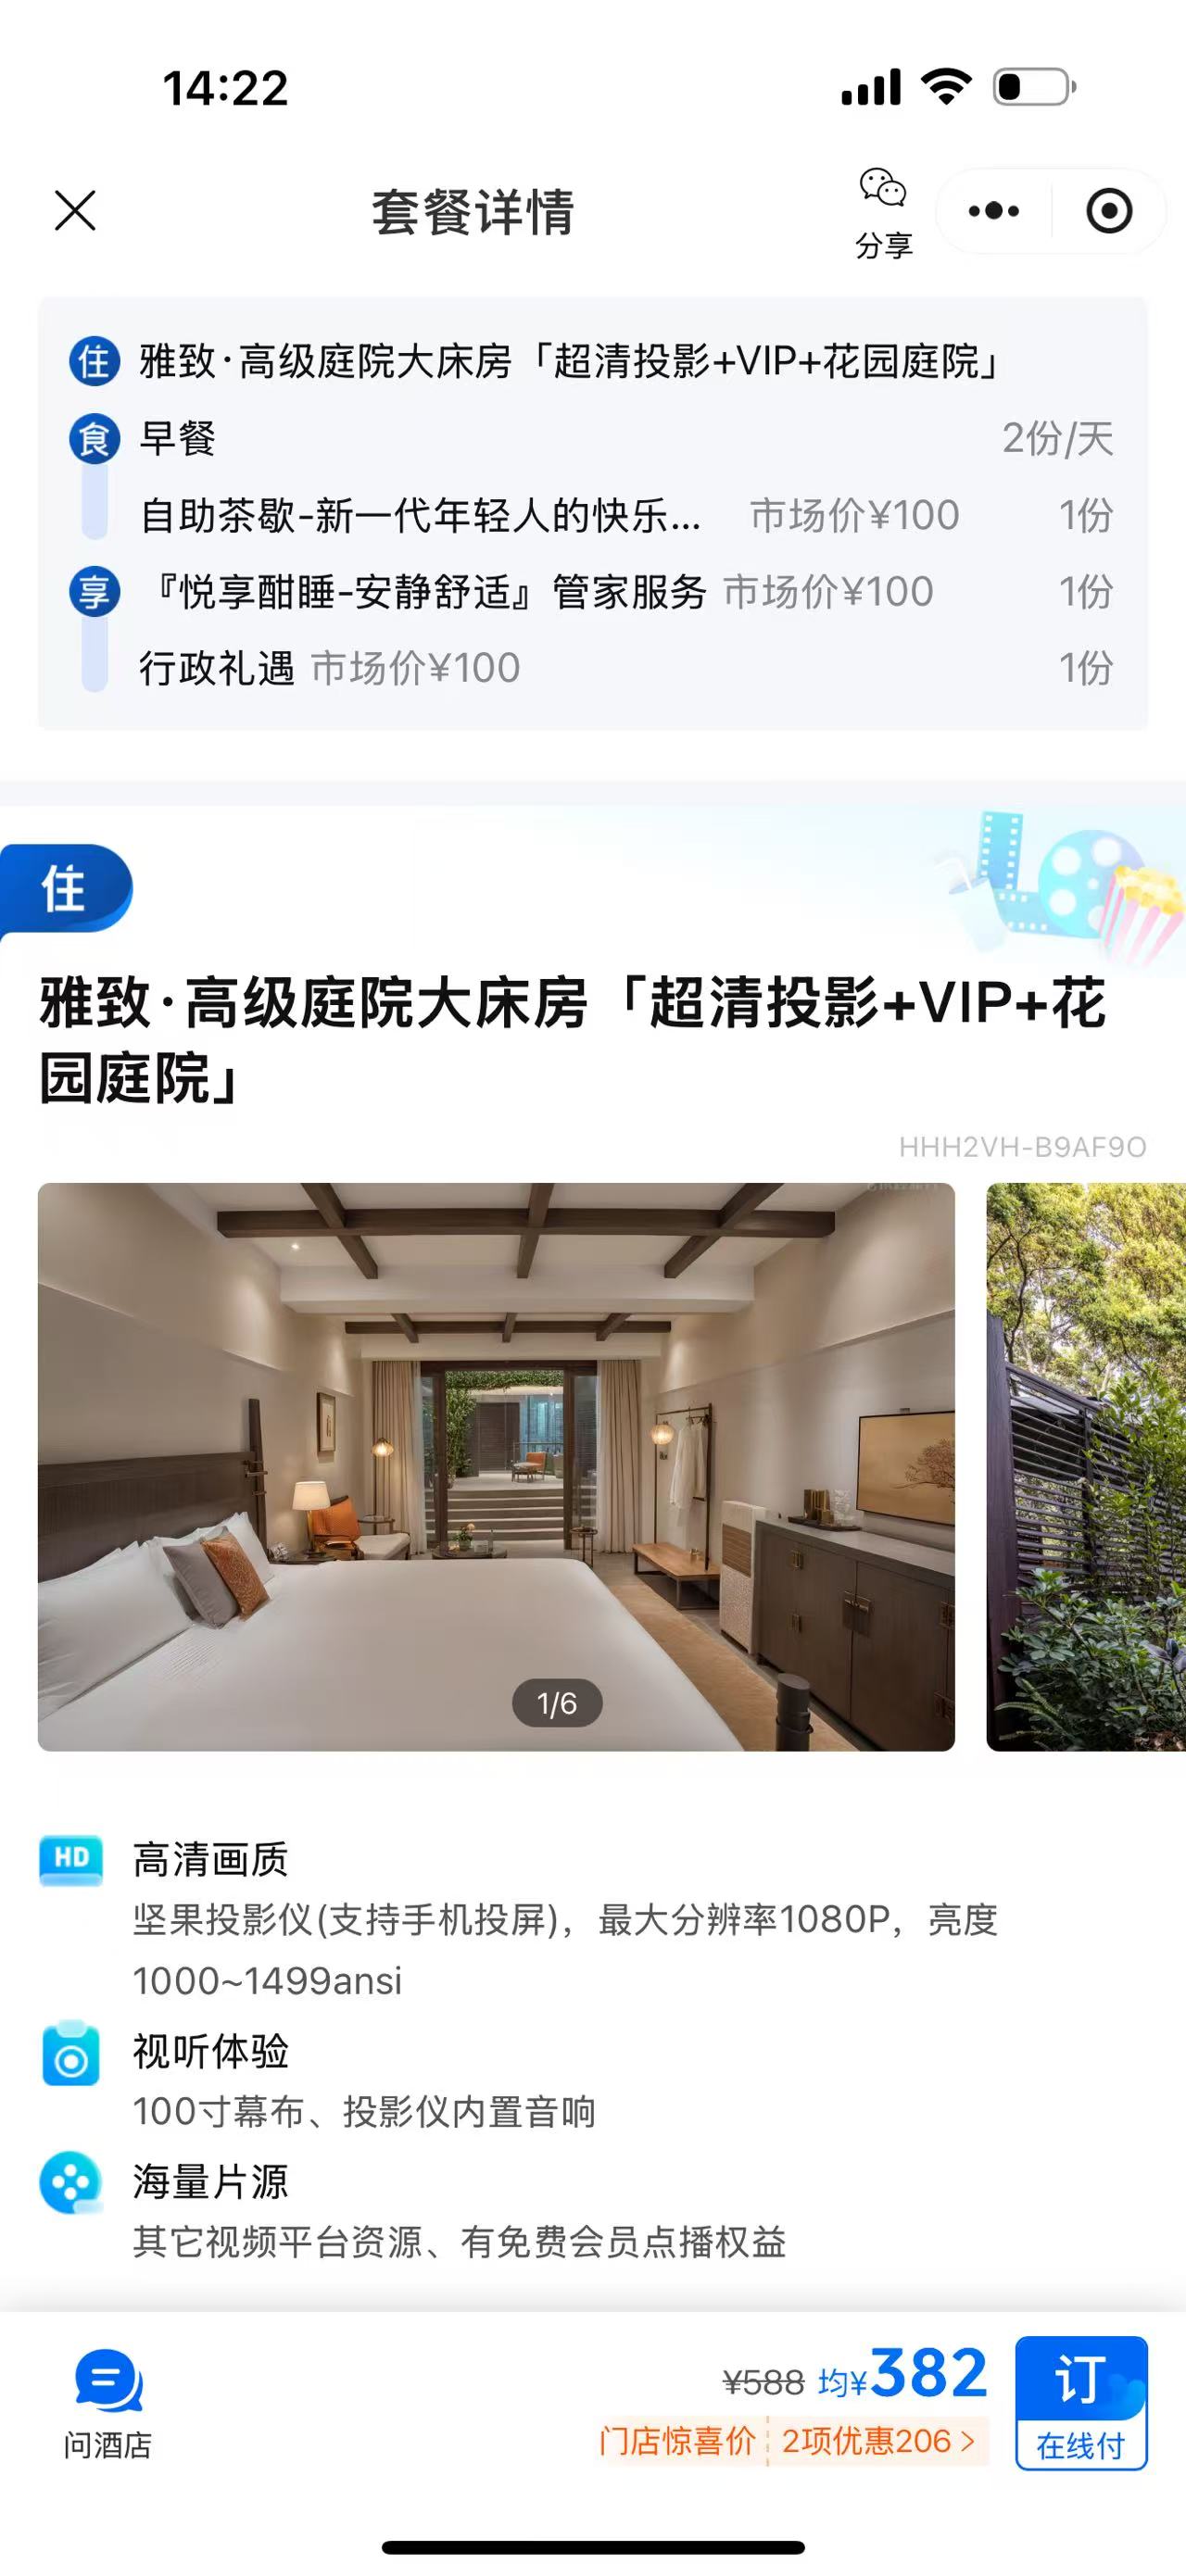 14:22
套餐详情
分享
住 雅致·高级庭院大床房「超清投影+VIP+花园庭院」
食 早餐 2份/天
自助茶歇-新一代年轻人的快乐... 市场价¥100 1份
享 『悦享酣睡-安静舒适』管家服务 市场价¥100 1份
行政礼遇 市场价¥100 1份
住
雅致·高级庭院大床房「超清投影+VIP+花
园庭院」
HHH2VH-B9AF9O
1/6
HD 高清画质
坚果投影仪(支持手机投屏)，最大分辨率1080P，亮度
1000~1499ansi
视听体验
100寸幕布、投影仪内置音响
海量片源
其它视频平台资源、有免费会员点播权益
¥588 均¥382
订
门店惊喜价 2项优惠206 >
问酒店
在线付